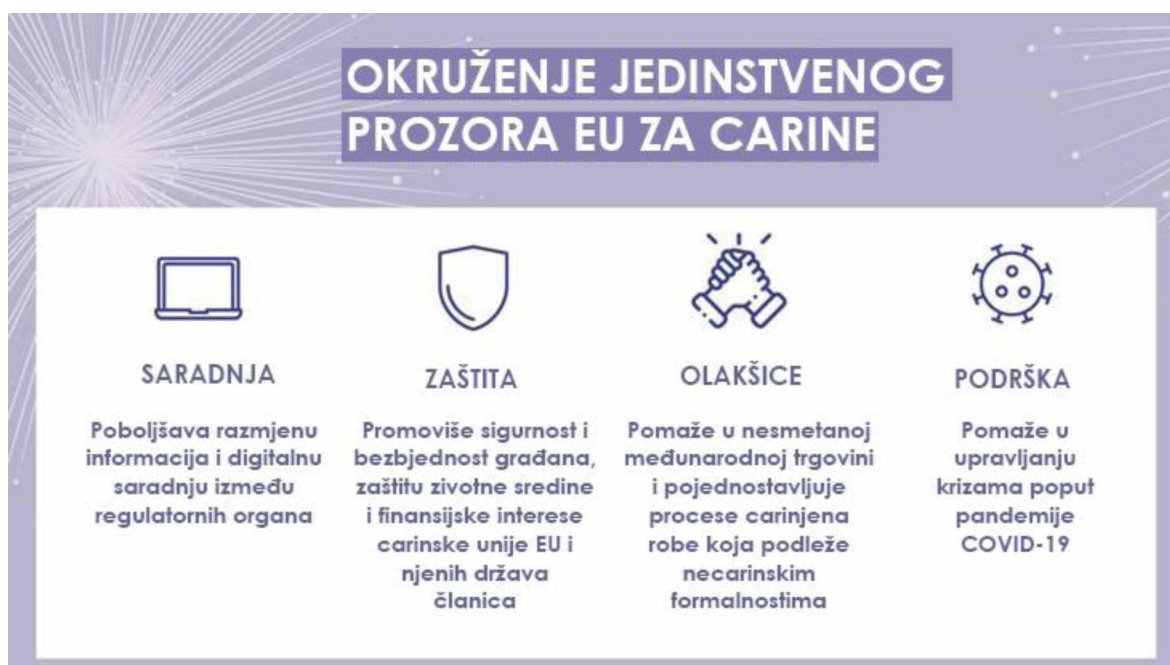 OKRUŽENJE JEDINSTVENOG
PROZORA EU ZA CARINE
SARADNJA
Poboljšava razmjenu
informacija i digitalnu
saradnju između
regulatornih organa
ZAŠTITA
Promoviše sigurnost i
bezbjednost građana,
zaštitu zivotne sredine
i finansijske interese
carinske unije EU i
njenih država
članica
OLAKŠICE
Pomaže u nesmetanoj
međunarodnoj trgovini
i pojednostavljuje
procese carinjena
robe koja podleže
necarinskim
formalnostima
PODRŠKA
Pomaže u
upravljanju
krizama poput
pandemije
COVID-19